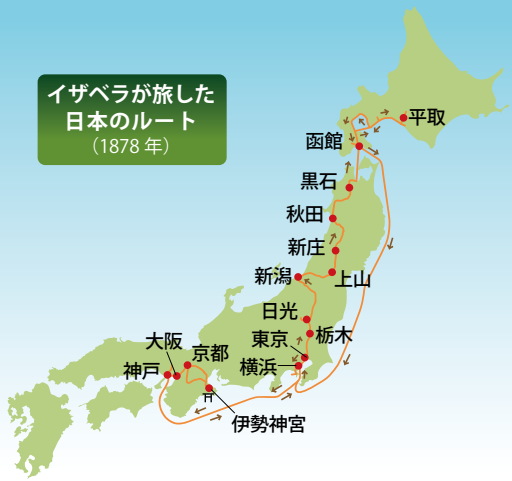 イザベラが旅した
日本のルート
（1878 年）
平取
函館
黒石
秋田
新庄
新潟
上山
日光
東京
栃木
大阪
京都
横浜
神戸
伊勢神宮